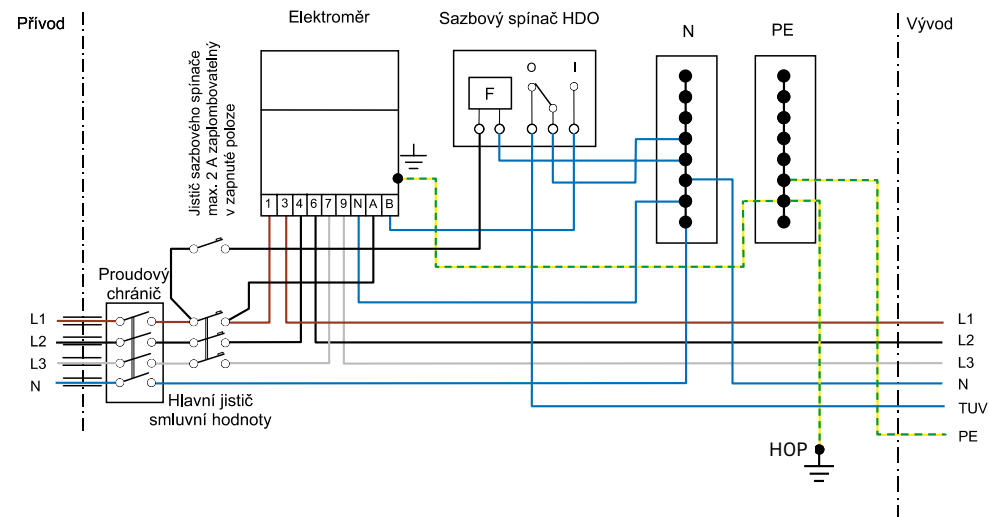 Přívod
Elektroměr
Sazbový spínač HDO
N
PE
Vývod
Jistič sazbového spínače
max. 2 A zaplombovatelný
v zapnuté poloze
F
O
I
1 3 4 6 7 9 N A B
Proudový
chránič
L1
L2
L3
N
Hlavní jistič
smluvní hodnoty
HOP
L1
L2
L3
N
TUV
PE